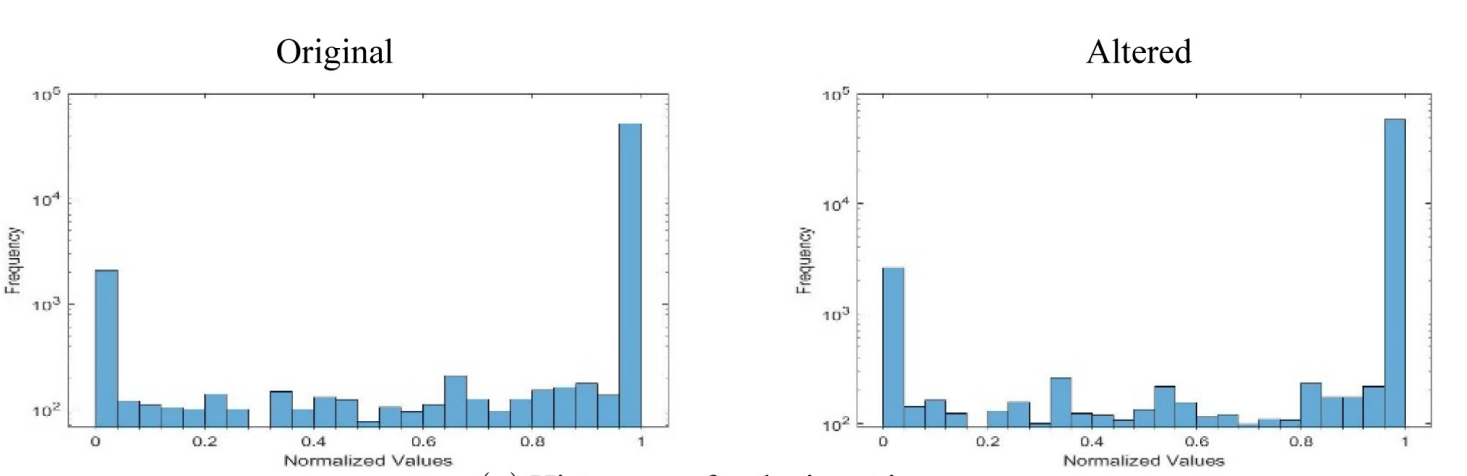 Original
Altered
10^5
10^4
10^3
10^2
Frequency
0 0.2 0.4 0.6 0.8 1
Normalized Values
10^5
10^4
10^3
10^2
Frequency
0 0.2 0.4 0.6 0.8 1
Normalized Values